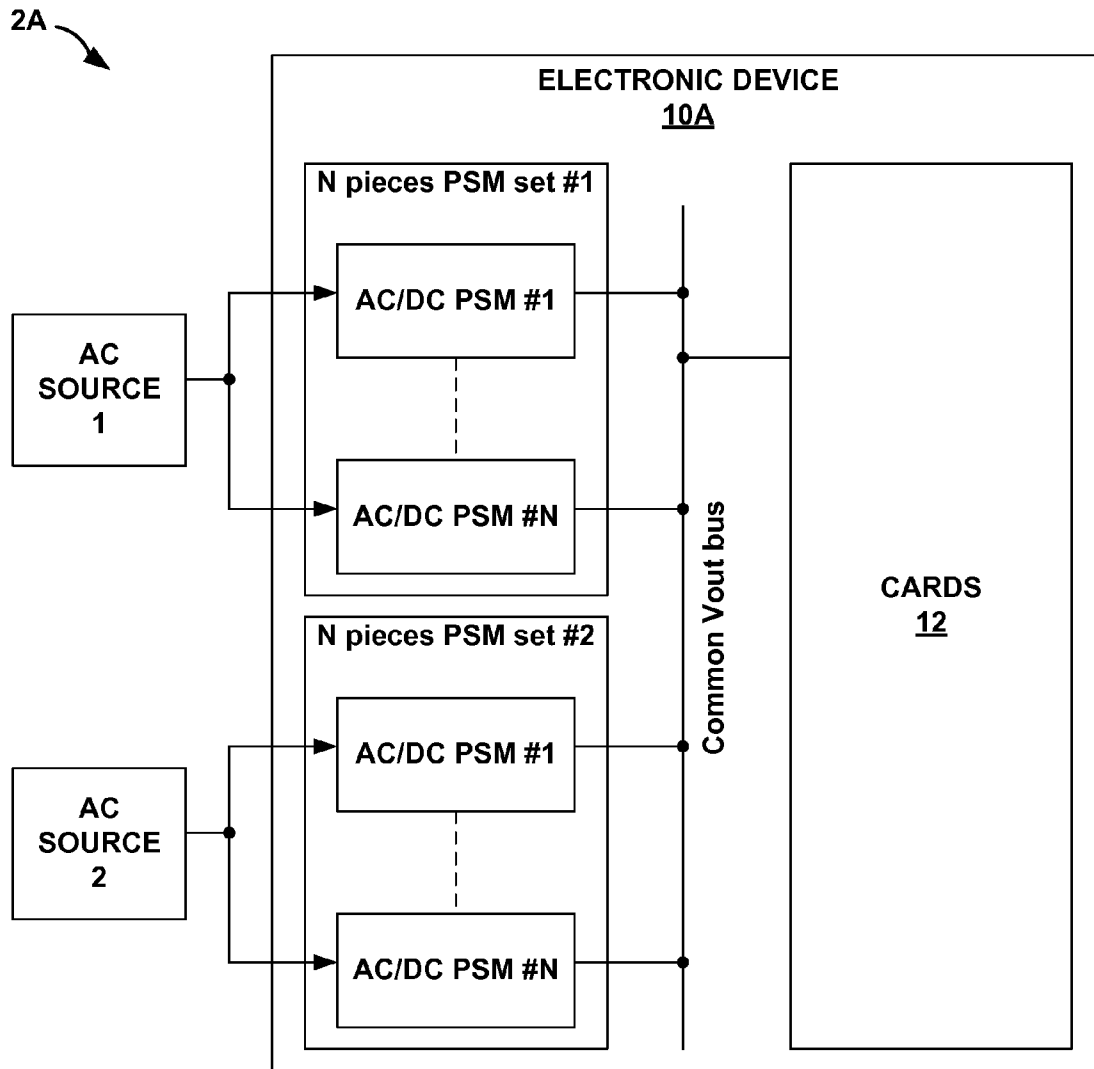 2A
ELECTRONIC DEVICE
10A
N pieces PSM set #1
AC/DC PSM #1
AC/DC PSM #N
AC
SOURCE
1
N pieces PSM set #2
AC/DC PSM #1
AC/DC PSM #N
AC
SOURCE
2
Common Vout bus
CARDS
12